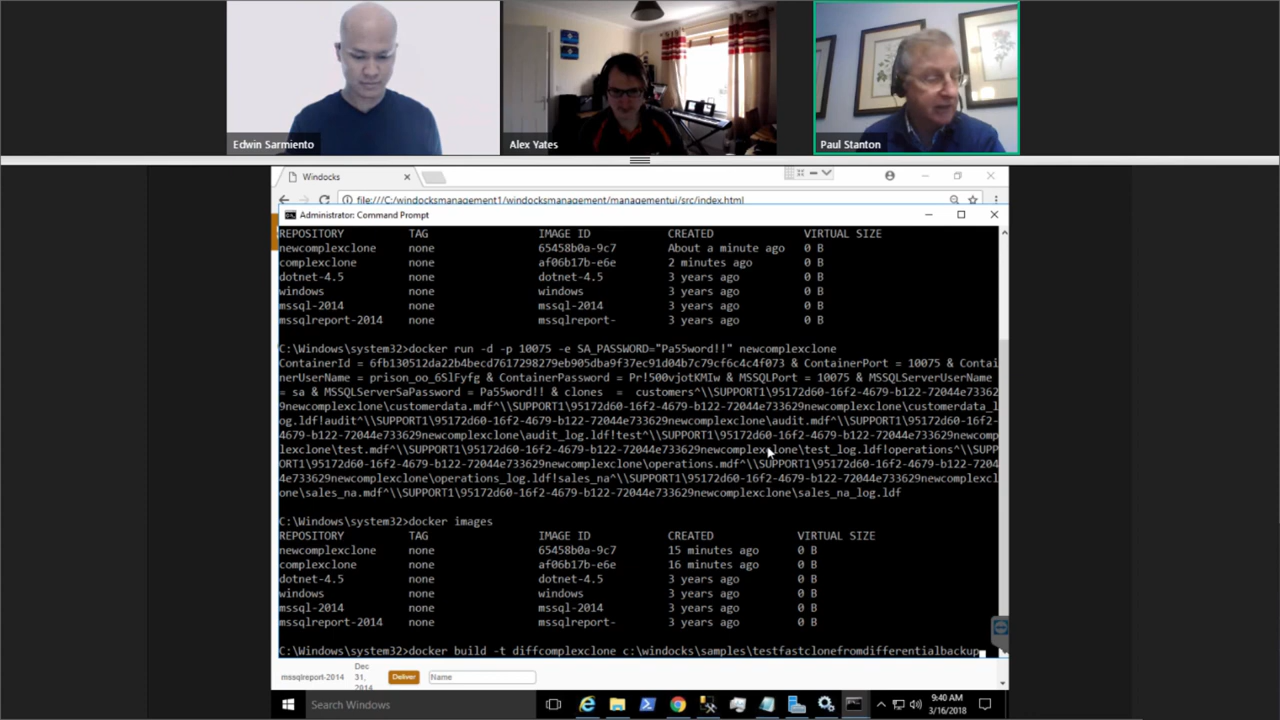 Edwin Sarmiento
Alex Yates
Paul Stanton
Windocks
file:///C:/windocksmanagement1/windocksmanagement/managementui/src/index.html
Administrator: Command Prompt
REPOSITORY TAG IMAGE ID CREATED VIRTUAL SIZE
newcomplexclone none 65458b0a-9c7 About a minute ago 0 B
complexclone none af06b17b-e6e 2 minutes ago 0 B
dotnet-4.5 none dotnet-4.5 3 years ago 0 B
windows none windows 3 years ago 0 B
mssql-2014 none mssql-2014 3 years ago 0 B
mssqlreport-2014 none mssqlreport- 3 years ago 0 B
C:\Windows\system32>docker run -d -p 10075 -e SA_PASSWORD="Pa55word!!" newcomplexclone
ContainerId = 6fb130512da22b4becd7617298279eb905dba9f37ec91d04b7c79cf6c4c4f073 & ContainerPort = 10075 & Contai
nerUserName = prison_oo_6SlFyfg & ContainerPassword = Pr!500vjotKMIw & MSSQLPort = 10075 & MSSQLServerUserName
= sa & MSSQLServerSaPassword = Pa55word!! & clones = customers^\\SUPPORT1\95172d60-16f2-4679-b122-72044e73362
9newcomplexclone\customerdata.mdf^\\SUPPORT1\95172d60-16f2-4679-b122-72044e733629newcomplexclone\customerdata_l
og.ldf!audit^\\SUPPORT1\95172d60-16f2-4679-b122-72044e733629newcomplexclone\audit.mdf^\\SUPPORT1\95172d60-16f2-
4679-b122-72044e733629newcomplexclone\audit_log.ldf!test^\\SUPPORT1\95172d60-16f2-4679-b122-72044e733629newcomp
lexclone\test.mdf^\\SUPPORT1\95172d60-16f2-4679-b122-72044e733629newcomplexclone\test_log.ldf!operations^\\SUPP
ORT1\95172d60-16f2-4679-b122-72044e733629newcomplexclone\operations.mdf^\\SUPPORT1\95172d60-16f2-4679-b122-7204
4e733629newcomplexclone\operations_log.ldf!sales_na^\\SUPPORT1\95172d60-16f2-4679-b122-72044e733629newcomplexcl
one\sales_na.mdf^\\SUPPORT1\95172d60-16f2-4679-b122-72044e733629newcomplexclone\sales_na_log.ldf
C:\Windows\system32>docker images
REPOSITORY TAG IMAGE ID CREATED VIRTUAL SIZE
newcomplexclone none 65458b0a-9c7 15 minutes ago 0 B
complexclone none af06b17b-e6e 16 minutes ago 0 B
dotnet-4.5 none dotnet-4.5 3 years ago 0 B
windows none windows 3 years ago 0 B
mssql-2014 none mssql-2014 3 years ago 0 B
mssqlreport-2014 none mssqlreport- 3 years ago 0 B
C:\Windows\system32>docker build -t diffcomplexclone c:\windocks\samples\testfastclonefromdifferentialbackup
Dec
mssqlreport-2014 31, Deliver Name
2014
Search Windows
9:40 AM
3/16/2018